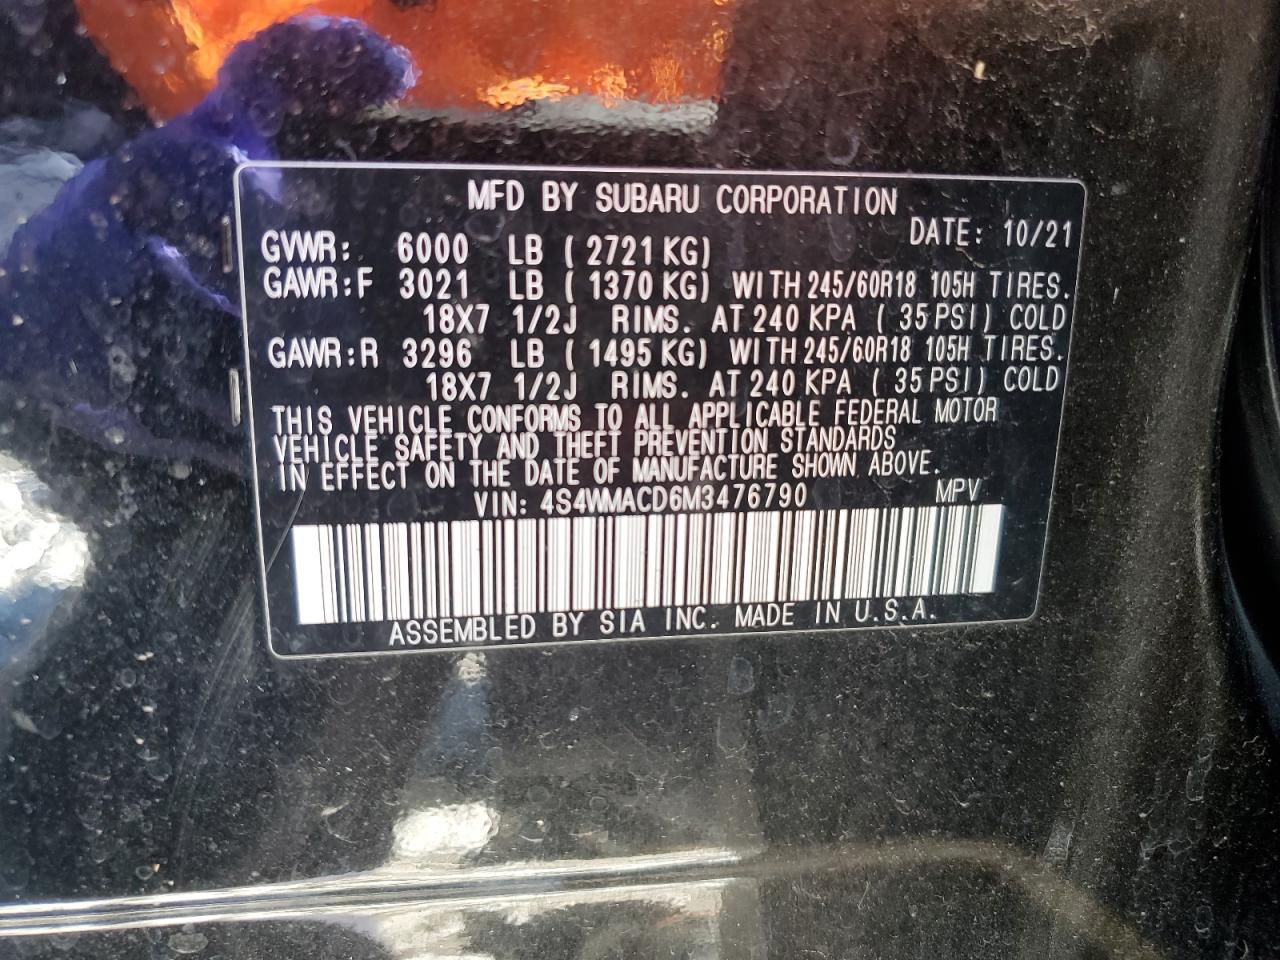 MFD BY SUBARU CORPORATION
DATE: 10/21
GVWR: 6000 LB ( 2721 KG)
GAWR:F 3021 LB ( 1370 KG) WITH 245/60R18 105H TIRES.
18X7 1/2J RIMS. AT 240 KPA ( 35 PSI) COLD
GAWR:R 3296 LB ( 1495 KG) WITH 245/60R18 105H TIRES.
18X7 1/2J RIMS. AT 240 KPA ( 35 PSI) COLD
THIS VEHICLE CONFORMS TO ALL APPLICABLE FEDERAL MOTOR
VEHICLE SAFETY AND THEFT PREVENTION STANDARDS
IN EFFECT ON THE DATE OF MANUFACTURE SHOWN ABOVE.
VIN: 4S4WMACD6M3476790 MPV
ASSEMBLED BY SIA INC. MADE IN U.S.A.